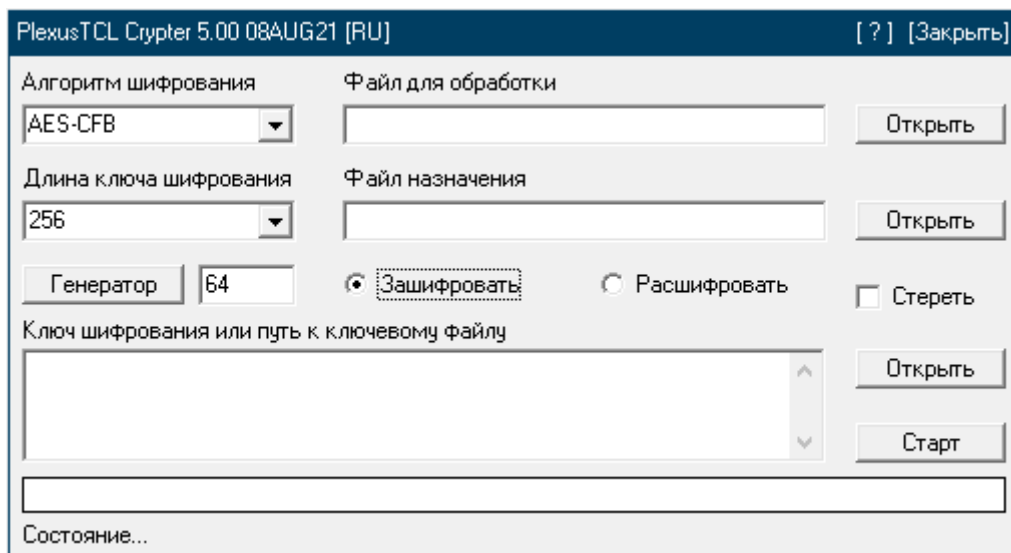 PlexusTCL Crypter 5.00 08AUG21 [RU] [ ? ] [Закрыть]
Алгоритм шифрования Файл для обработки
AES-CFB Открыть
Длина ключа шифрования Файл назначения
256 Открыть
Генератор 64 Зашифровать Расшифровать Стереть
Ключ шифрования или путь к ключевому файлу
Открыть
Старт
Состояние...